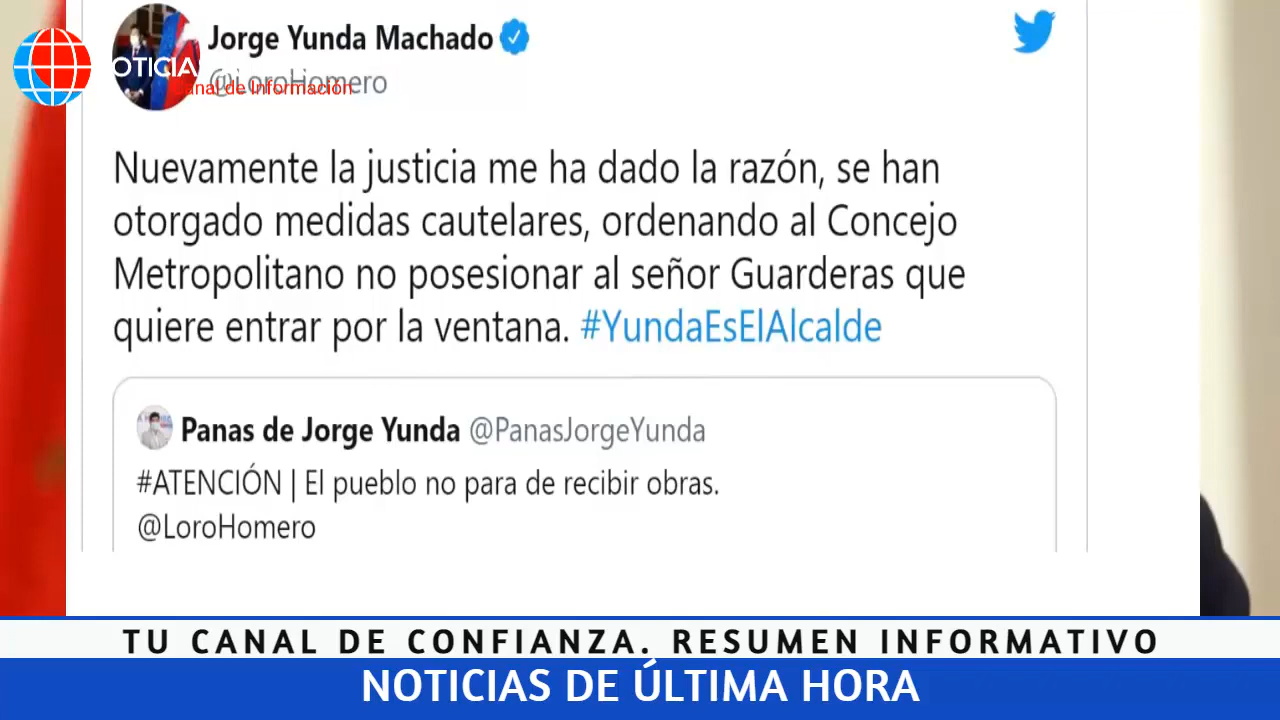 Jorge Yunda Machado
NOTICIA
@LoroHomero
anal de Información
Nuevamente la justicia me ha dado la razón, se han
otorgado medidas cautelares, ordenando al Concejo
Metropolitano no posesionar al señor Guarderas que
quiere entrar por la ventana. #YundaEsElAlcalde
Panas de Jorge Yunda @PanasJorgeYunda
#ATENCIÓN | El pueblo no para de recibir obras.
@LoroHomero
TU CANAL DE CONFIANZA. RESUMEN INFORMATIVO
NOTICIAS DE ÚLTIMA HORA